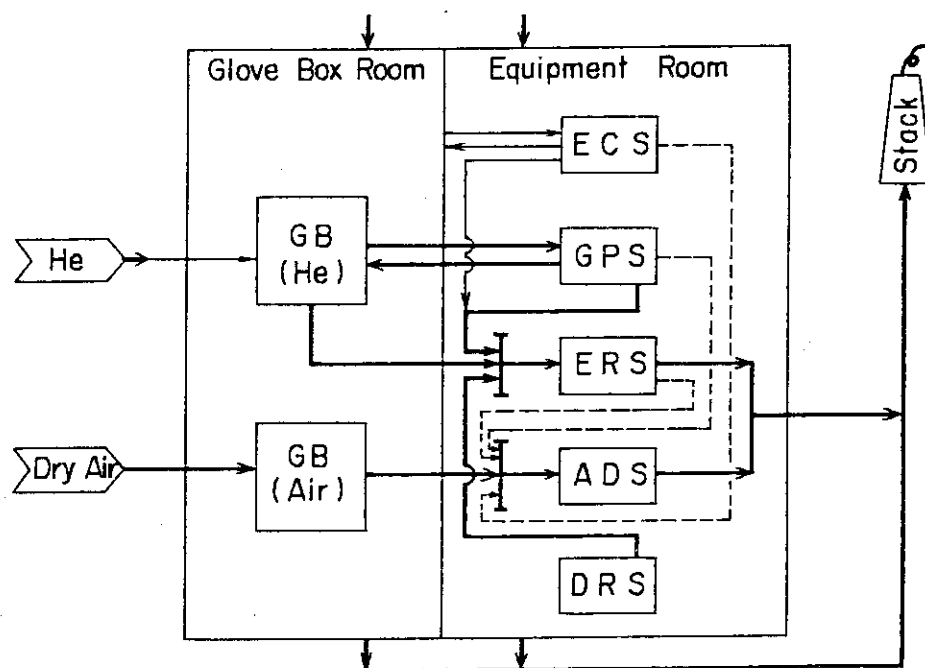 Glove Box Room
Equipment Room
ECS
Stack
GB
(He)
GPS
He
ERS
GB
(Air)
Dry Air
ADS
DRS